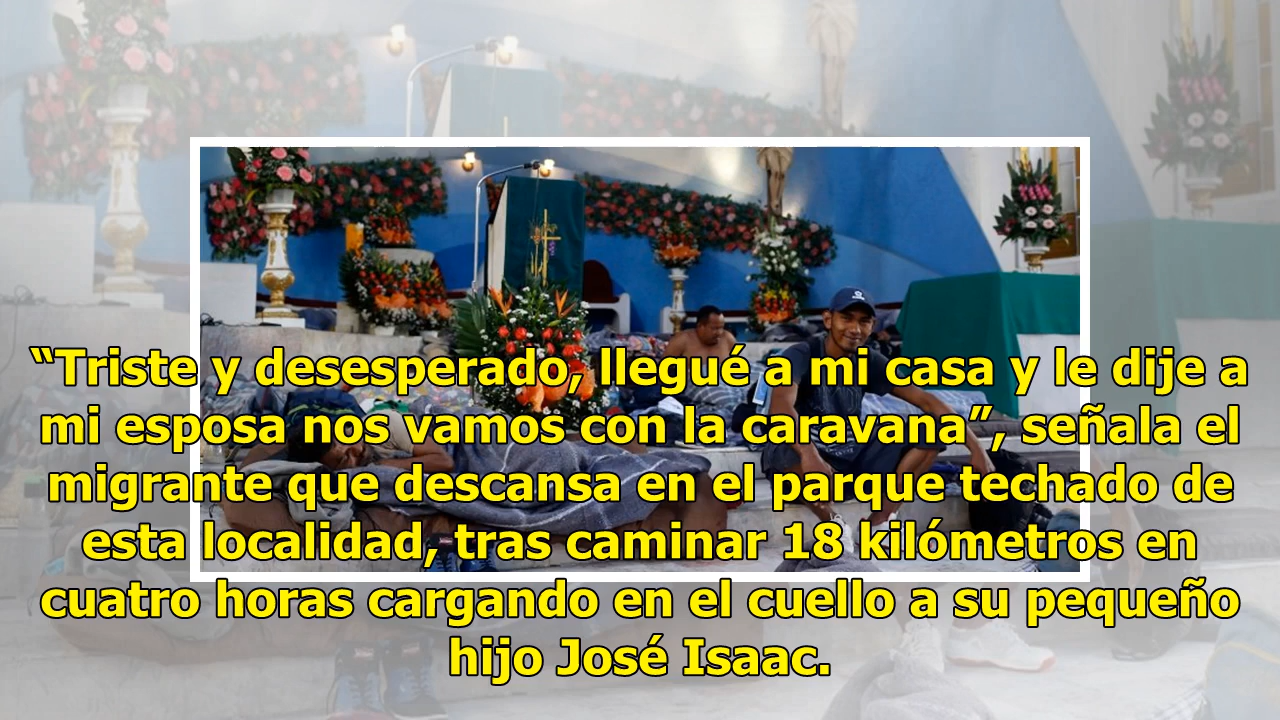 “Triste y desesperado, llegué a mi casa y le dije a
mi esposa nos vamos con la caravana”, señala el
migrante que descansa en el parque techado de
esta localidad, tras caminar 18 kilómetros en
cuatro horas cargando en el cuello a su pequeño
hijo José Isaac.